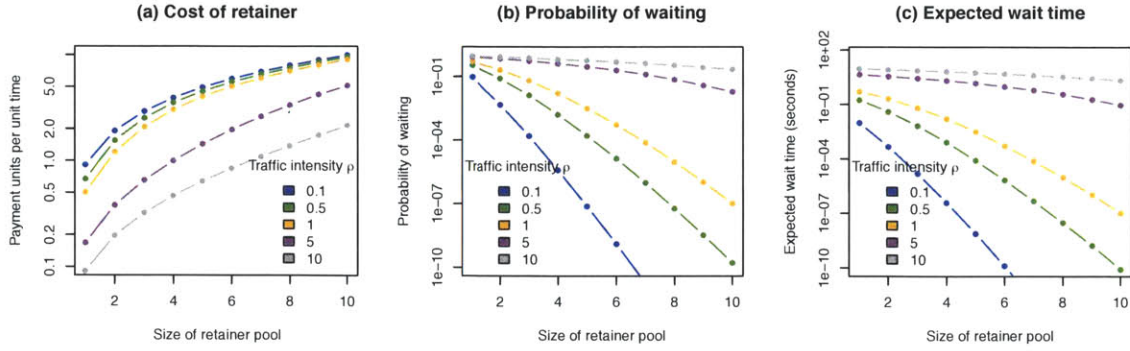 (a) Cost of retainer
Payment units per unit time
5.0
2.0
1.0
0.5
0.2
0.1
Traffic intensity ρ
0.1
0.5
1
5
10
2 4 6 8 10
Size of retainer pool
(b) Probability of waiting
Probability of waiting
1e-01
1e-04
1e-07
1e-10
Traffic intensity ρ
0.1
0.5
1
5
10
2 4 6 8 10
Size of retainer pool
(c) Expected wait time
Expected wait time (seconds)
1e+02
1e-01
1e-04
1e-07
1e-10
Traffic intensity ρ
0.1
0.5
1
5
10
2 4 6 8 10
Size of retainer pool